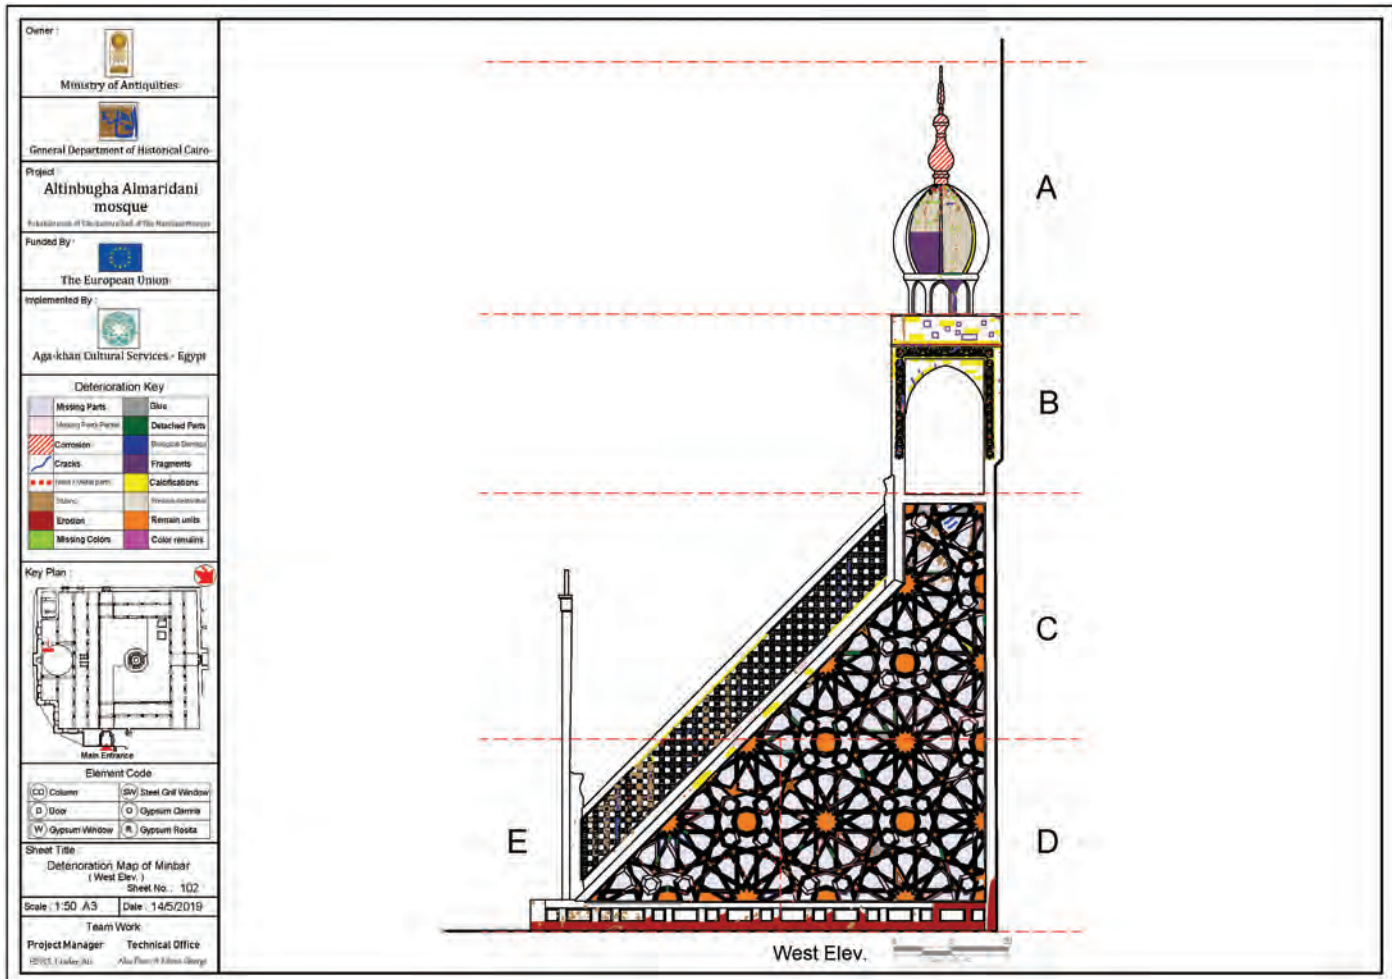 Owner :
Ministry of Antiquities
General Department of Historical Cairo
Project :
Altinbugha Almaridani
mosque
Funded By :
The European Union
Implemented By :
Aga-khan Cultural Services - Egypt
Deterioration Key
Missing Parts
Glue
Detached Parts
Corrosion
Cracks
Fragments
Calcifications
Erosion
Remain units
Missing Colors
Color remains
Key Plan :
Main Entrance
Element Code
CO Column
SW Steel Grill Window
D Door
G Gypsum Qamria
W Gypsum Window
R Gypsum Rosita
Sheet Title :
Deterioration Map of Minbar
( West Elev. )
Sheet No. : 102
Scale : 1:50 A3
Date : 14/5/2019
Team Work
Project Manager
Technical Office
A
B
C
D
E
West Elev.